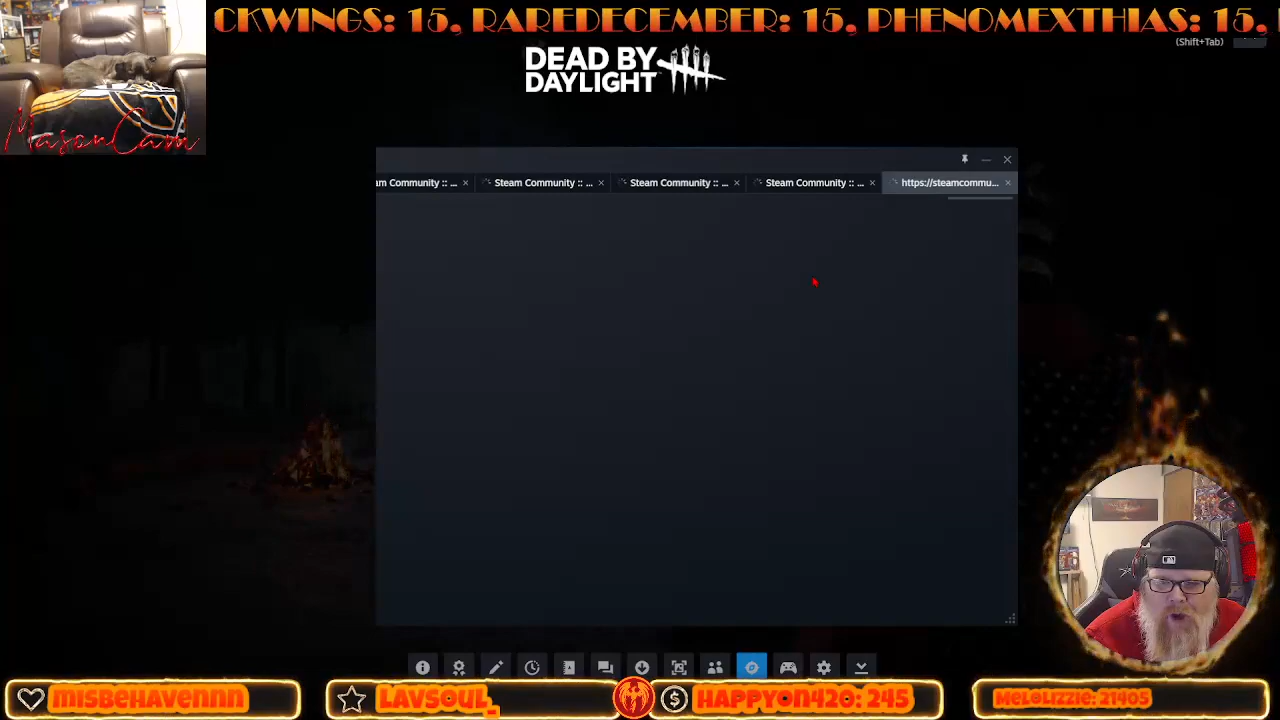 CKWINGS: 15, RAREDECEMBER: 15, PHENOMEXTHIAS: 15,
(Shift+Tab)
DEAD BY
DAYLIGHT
MasonCam
am Community :: ...
Steam Community :: ...
Steam Community :: ...
Steam Community :: ...
https://steamcommu...
misbehavennn
LAVSOUL_
HAPPYON420: 245
Melolizzie: 21405